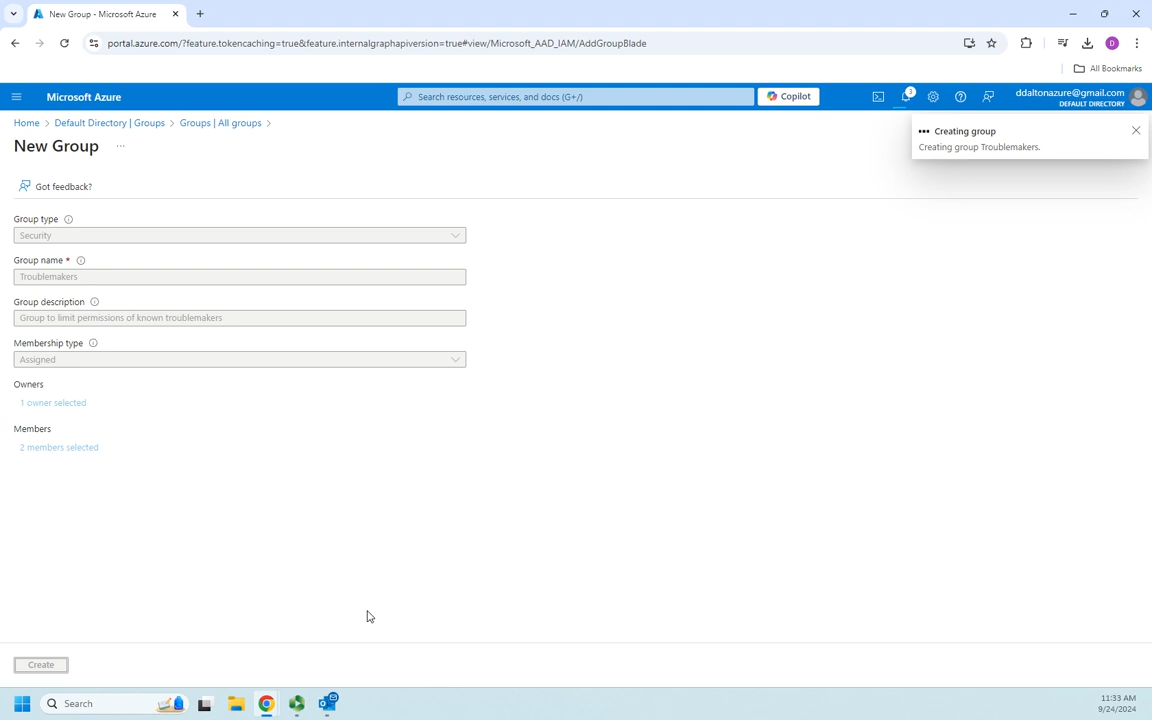 New Group - Microsoft Azure
portal.azure.com/?feature.tokencaching=true&feature.internalgraphapiversion=true#view/Microsoft_AAD_IAM/AddGroupBlade
D
All Bookmarks
Microsoft Azure
Search resources, services, and docs (G+/)
Copilot
3
ddaltonazure@gmail.com
DEFAULT DIRECTORY
Home > Default Directory | Groups > Groups | All groups >
New Group ...
Creating group
Creating group Troublemakers.
Got feedback?
Group type
Security
Group name *
Troublemakers
Group description
Group to limit permissions of known troublemakers
Membership type
Assigned
Owners
1 owner selected
Members
2 members selected
Create
Search
11:33 AM
9/24/2024